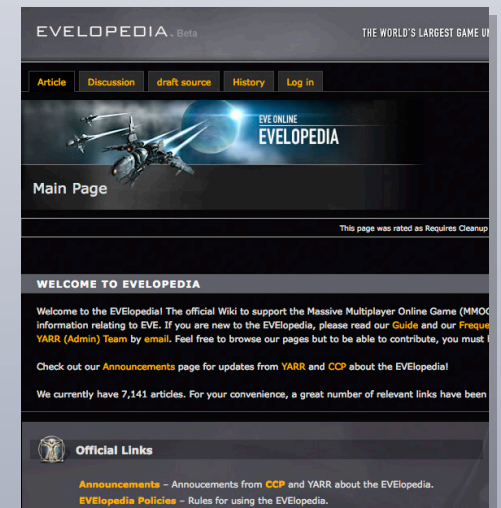 EVELOPEDIA. Beta
THE WORLD'S LARGEST GAME UN
Article Discussion draft source History Log in
EVE ONLINE
EVELOPEDIA
Main Page
This page was rated as Requires Cleanup
WELCOME TO EVELOPEDIA
Welcome to the EVElopedia! The official Wiki to support the Massive Multiplayer Online Game (MMOG
information relating to EVE. If you are new to the EVElopedia, please read our Guide and our Freque
YARR (Admin) Team by email. Feel free to browse our pages but to be able to contribute, you must
Check out our Announcements page for updates from YARR and CCP about the EVElopedia!
We currently have 7,141 articles. For your convenience, a great number of relevant links have been
Official Links
Announcements – Annoucements from CCP and YARR about the EVElopedia.
EVElopedia Policies – Rules for using the EVElopedia.